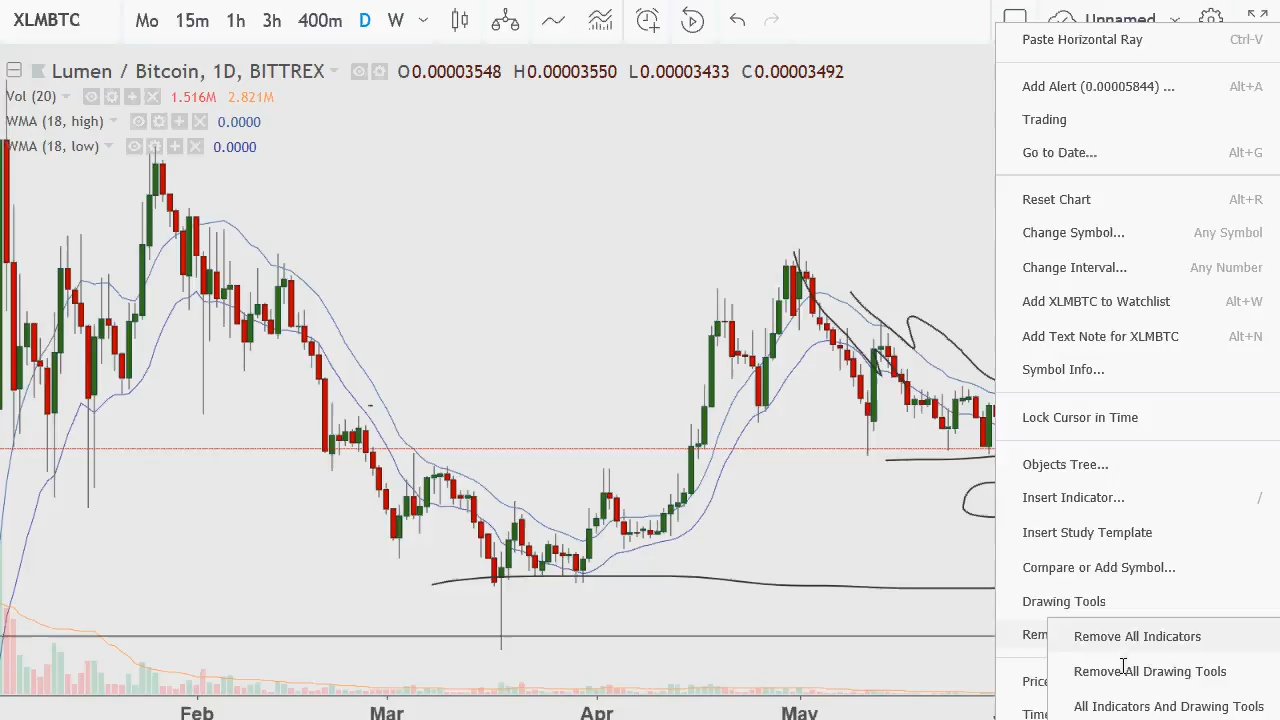 XLMBTC Mo 15m 1h 3h 400m D W Unnamed
Lumen / Bitcoin, 1D, BITTREX O0.00003548 H0.00003550 L0.00003433 C0.00003492
Vol (20) 1.516M 2.821M
WMA (18, high) 0.0000
WMA (18, low) 0.0000
Paste Horizontal Ray Ctrl-V
Add Alert (0.00005844) ... Alt+A
Trading
Go to Date... Alt+G
Reset Chart Alt+R
Change Symbol... Any Symbol
Change Interval... Any Number
Add XLMBTC to Watchlist Alt+W
Add Text Note for XLMBTC Alt+N
Symbol Info...
Lock Cursor in Time
Objects Tree...
Insert Indicator... /
Insert Study Template
Compare or Add Symbol...
Drawing Tools
Rem
Remove All Indicators
Remove All Drawing Tools
All Indicators And Drawing Tools
Price
Time
Feb Mar Apr May